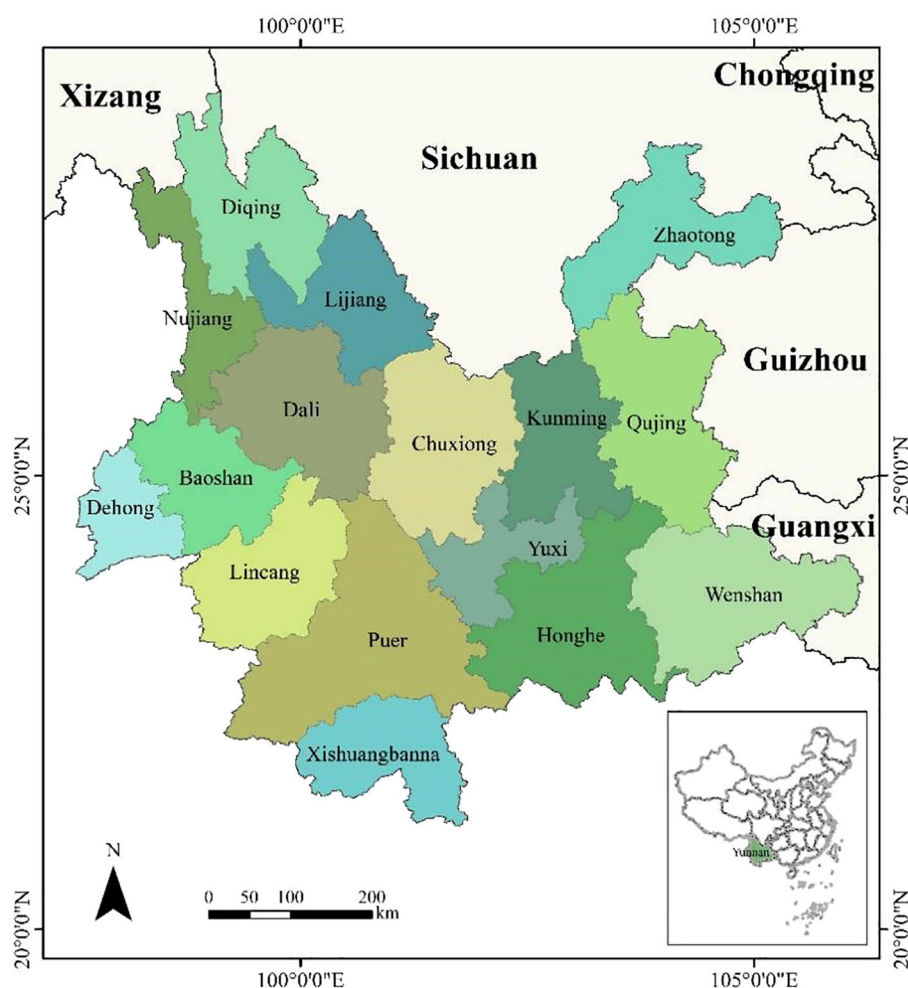 100°0'0"E
105°0'0"E
Chongqing
Xizang
Sichuan
Diqing
Zhaotong
Lijiang
Nujiang
Guizhou
Dali
Kunming
Qujing
Chuxiong
25°0'0"N
25°0'0"N
Baoshan
Dehong
Guangxi
Yuxi
Lincang
Wenshan
Puer
Honghe
Xishuangbanna
Yunnan
N
0 50 100 200
km
20°0'0"N
20°0'0"N
100°0'0"E
105°0'0"E